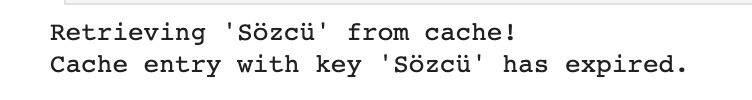 Retrieving 'Sözcü' from cache!
Cache entry with key 'Sözcü' has expired.